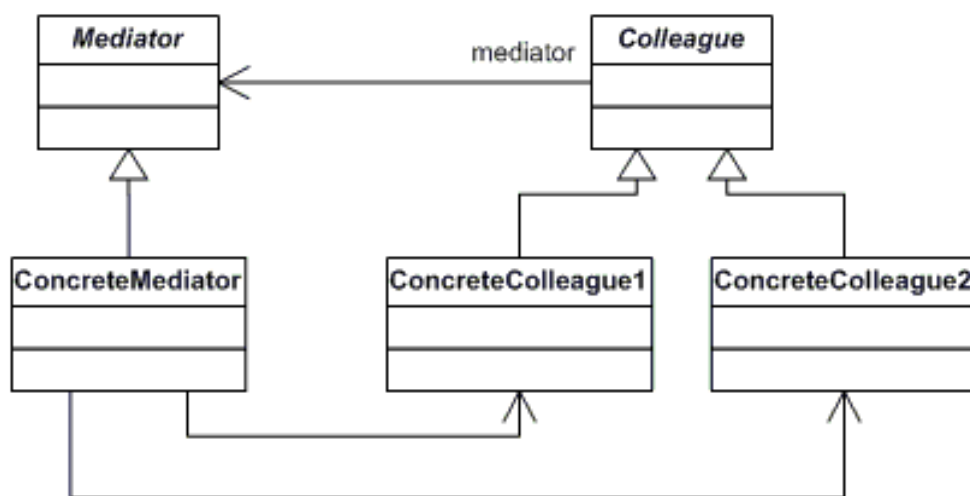 Mediator
mediator
Colleague
ConcreteMediator
ConcreteColleague1
ConcreteColleague2